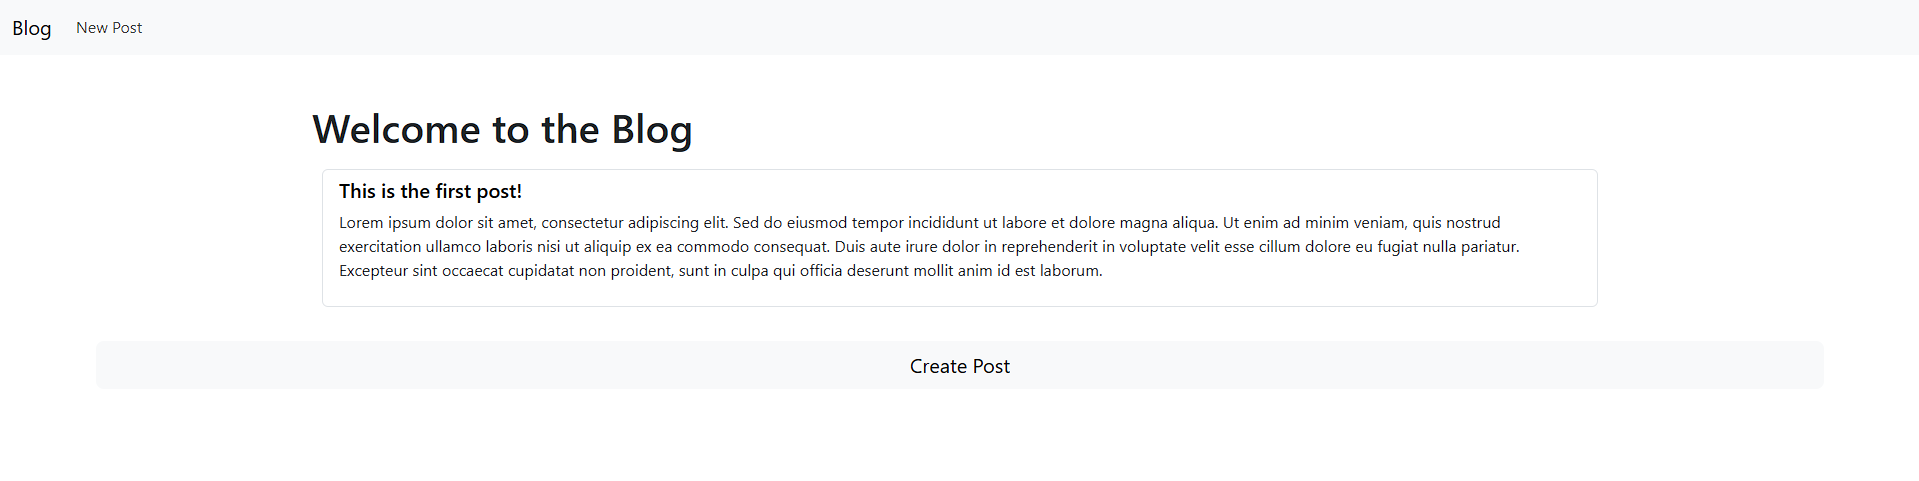 Blog New Post
Welcome to the Blog
This is the first post!
Lorem ipsum dolor sit amet, consectetur adipiscing elit. Sed do eiusmod tempor incididunt ut labore et dolore magna aliqua. Ut enim ad minim veniam, quis nostrud
exercitation ullamco laboris nisi ut aliquip ex ea commodo consequat. Duis aute irure dolor in reprehenderit in voluptate velit esse cillum dolore eu fugiat nulla pariatur.
Excepteur sint occaecat cupidatat non proident, sunt in culpa qui officia deserunt mollit anim id est laborum.
Create Post